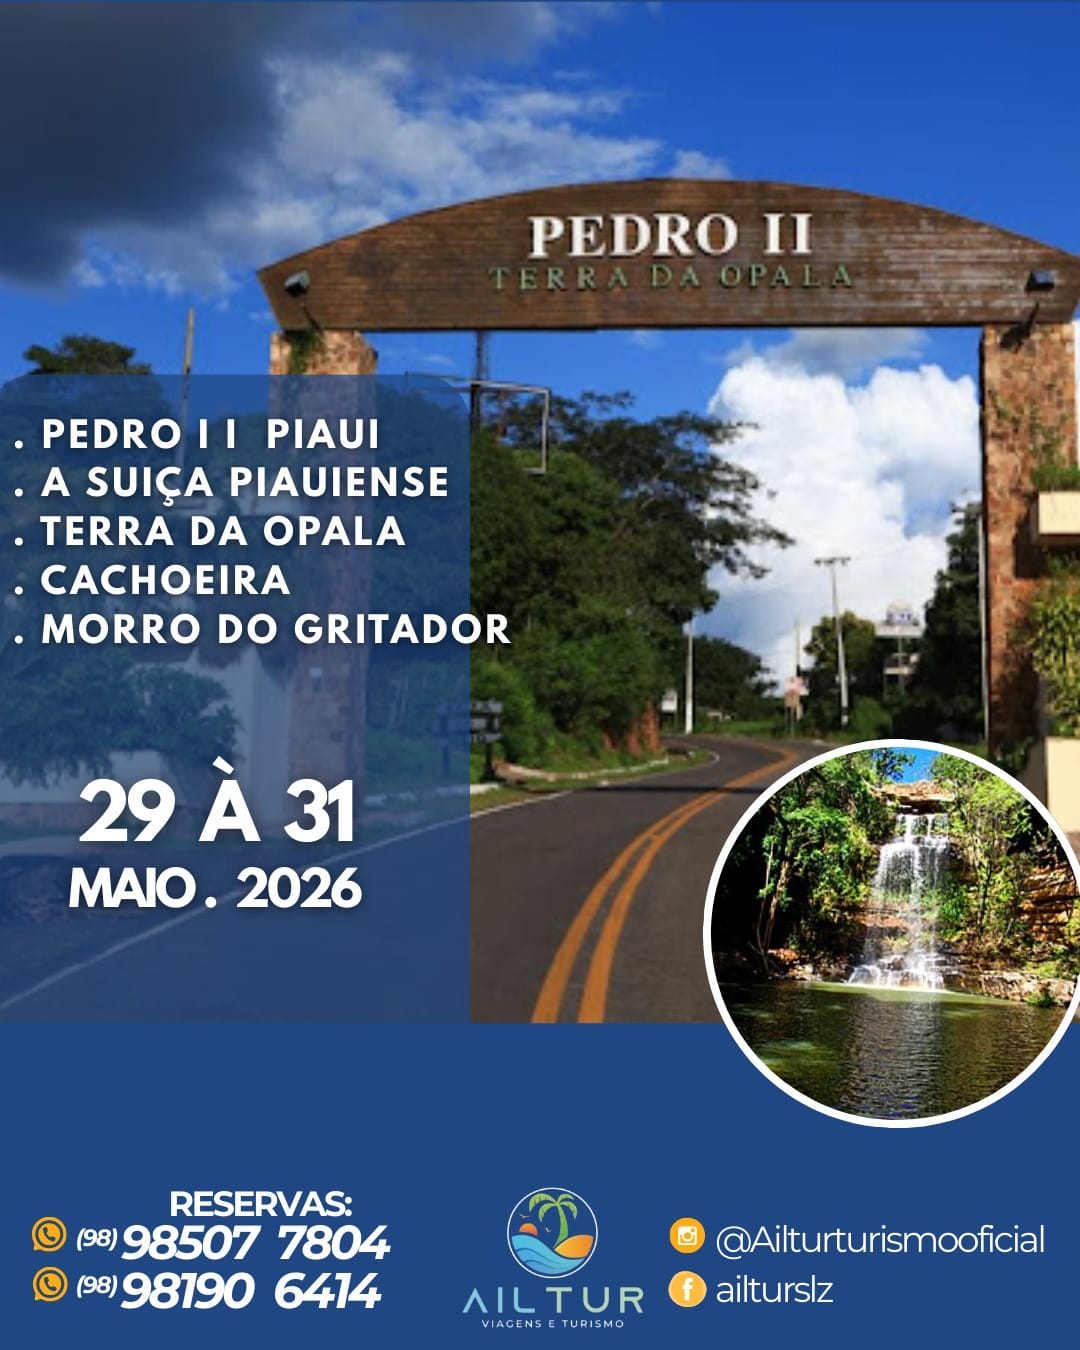 PEDRO II
TERRA DA OPALA
. PEDRO I I PIAUI
. A SUIÇA PIAUIENSE
. TERRA DA OPALA
. CACHOEIRA
. MORRO DO GRITADOR
29 À 31
MAIO . 2026
RESERVAS:
(98) 98507 7804
(98) 98190 6414
AILTUR
VIAGENS E TURISMO
@Ailturturismooficial
ailturslz